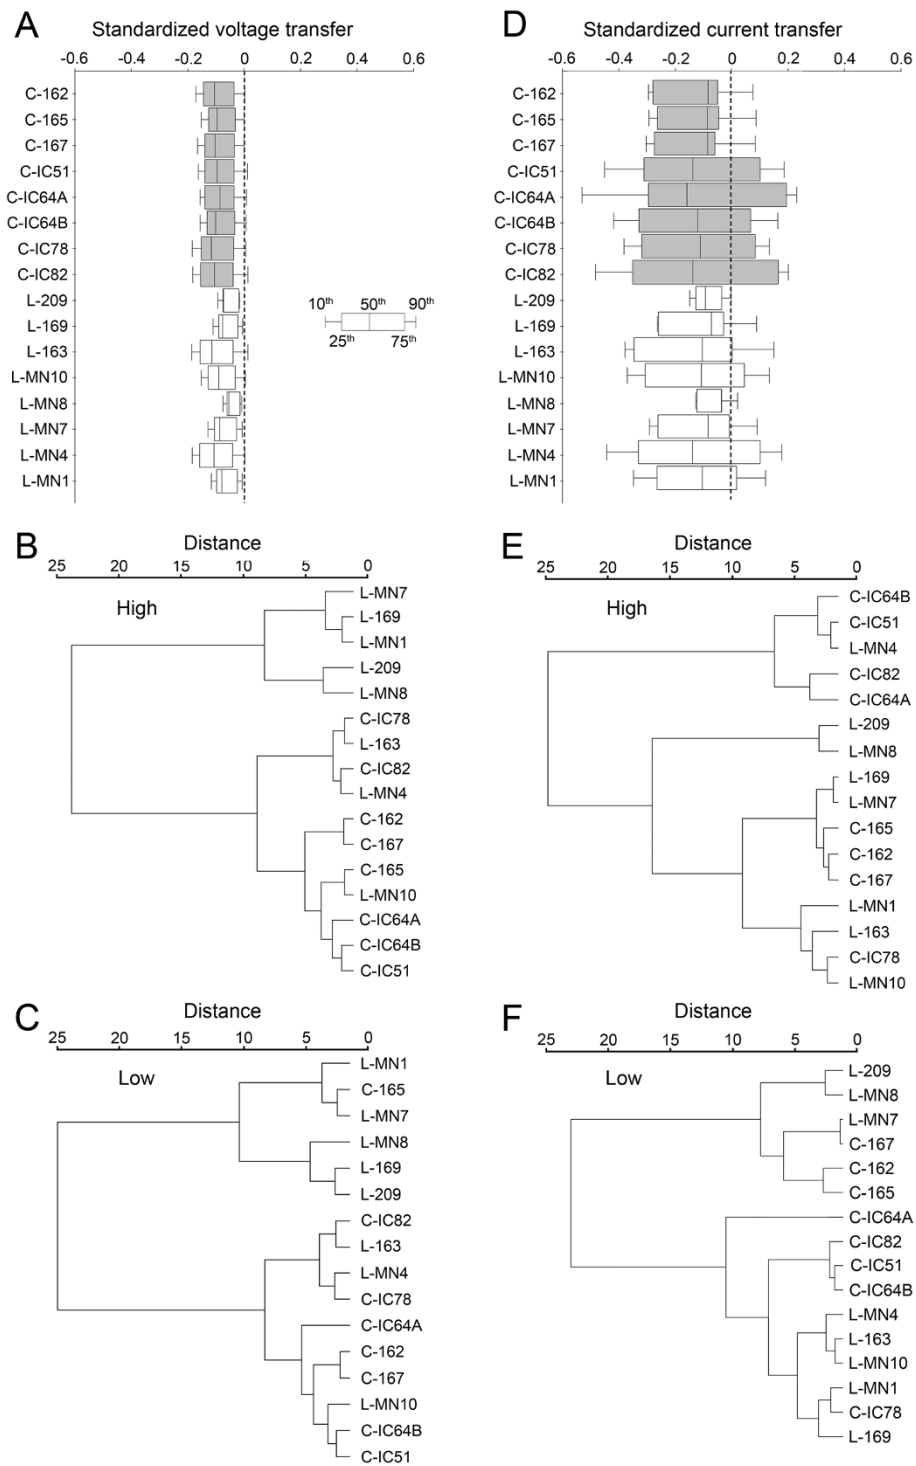 A
Standardized voltage transfer
-0.6 -0.4 -0.2 0 0.2 0.4 0.6
C-162
C-165
C-167
C-IC51
C-IC64A
C-IC64B
C-IC78
C-IC82
L-209
L-169
L-163
L-MN10
L-MN8
L-MN7
L-MN4
L-MN1
10th 50th 90th
25th 75th
D
Standardized current transfer
-0.6 -0.4 -0.2 0 0.2 0.4 0.6
C-162
C-165
C-167
C-IC51
C-IC64A
C-IC64B
C-IC78
C-IC82
L-209
L-169
L-163
L-MN10
L-MN8
L-MN7
L-MN4
L-MN1
B
Distance
25 20 15 10 5 0
High
L-MN7
L-169
L-MN1
L-209
L-MN8
C-IC78
L-163
C-IC82
L-MN4
C-162
C-167
C-165
L-MN10
C-IC64A
C-IC64B
C-IC51
E
Distance
25 20 15 10 5 0
High
C-IC64B
C-IC51
L-MN4
C-IC82
C-IC64A
L-209
L-MN8
L-169
L-MN7
C-165
C-162
C-167
L-MN1
L-163
C-IC78
L-MN10
C
Distance
25 20 15 10 5 0
Low
L-MN1
C-165
L-MN7
L-MN8
L-169
L-209
C-IC82
L-163
L-MN4
C-IC78
C-IC64A
C-162
C-167
L-MN10
C-IC64B
C-IC51
F
Distance
25 20 15 10 5 0
Low
L-209
L-MN8
L-MN7
C-167
C-162
C-165
C-IC64A
C-IC82
C-IC51
C-IC64B
L-MN4
L-163
L-MN10
L-MN1
C-IC78
L-169